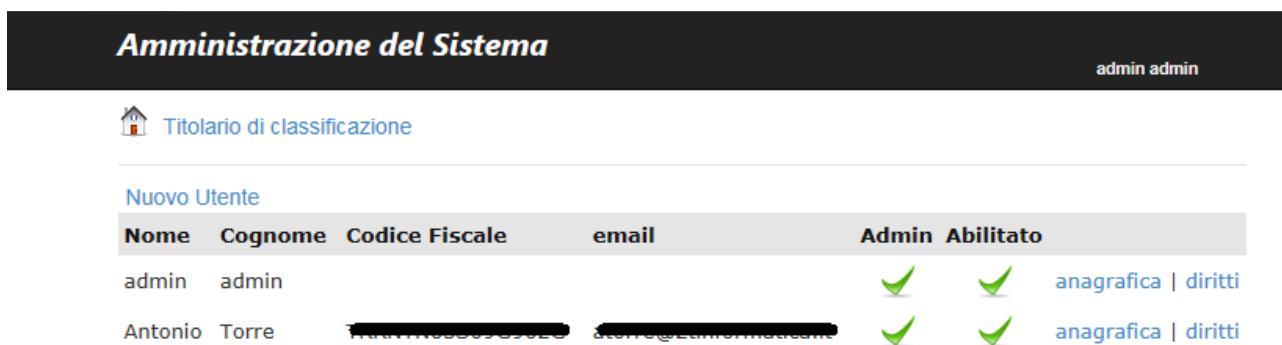 Amministrazione del Sistema
admin admin
Titolario di classificazione
Nuovo Utente
Nome Cognome Codice Fiscale email Admin Abilitato
admin admin anagrafica | diritti
Antonio Torre anagrafica | diritti